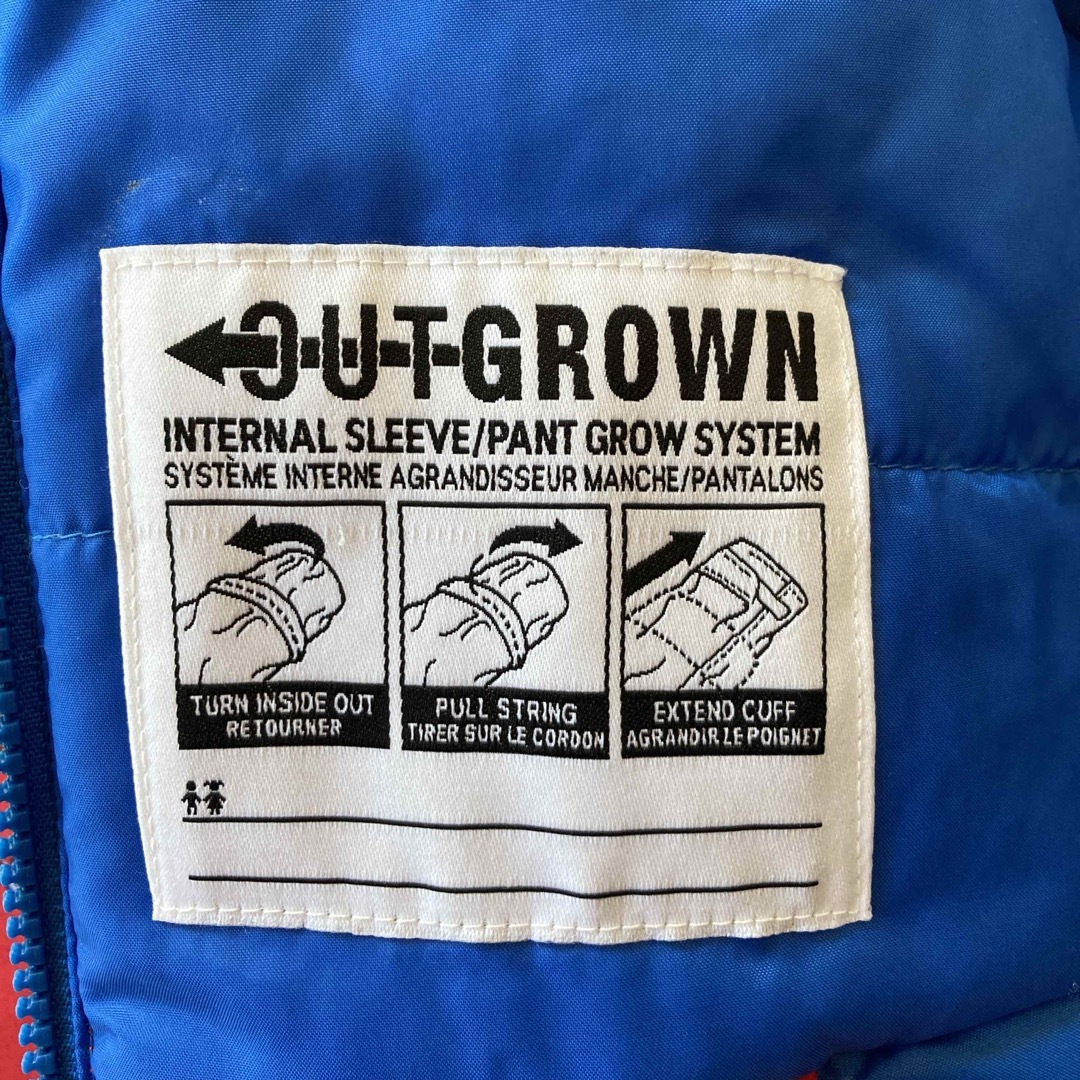 OUTGROWN
INTERNAL SLEEVE/PANT GROW SYSTEM
SYSTÈME INTERNE AGRANDISSEUR MANCHE/PANTALONS
TURN INSIDE OUT
RETOURNER
PULL STRING
TIRER SUR LE CORDON
EXTEND CUFF
AGRANDIR LE POIGNET